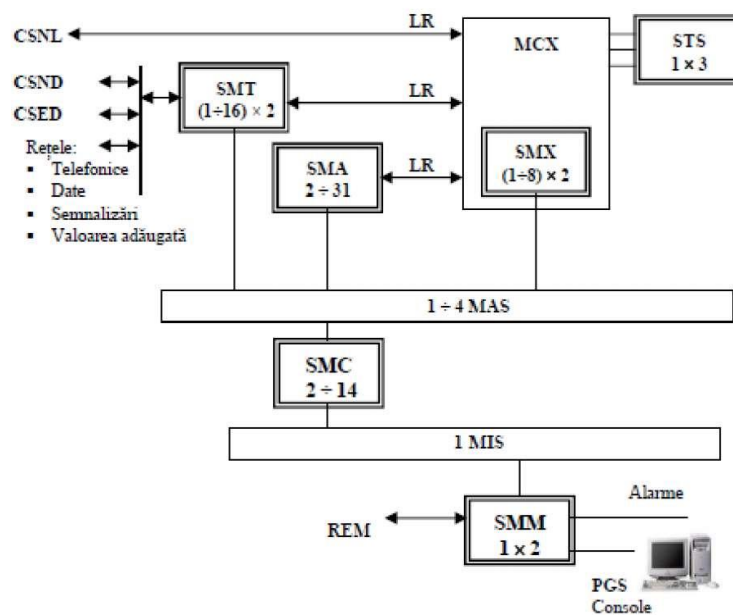 CSNL
LR
MCX
STS
1 × 3
CSND
CSED
SMT
(1÷16) × 2
LR
Rețele:
▪ Telefonice
▪ Date
▪ Semnalizări
▪ Valoarea adăugată
SMA
2 ÷ 31
LR
SMX
(1÷8) × 2
1 ÷ 4 MAS
SMC
2 ÷ 14
1 MIS
REM
SMM
1 × 2
Alarme
PGS
Console